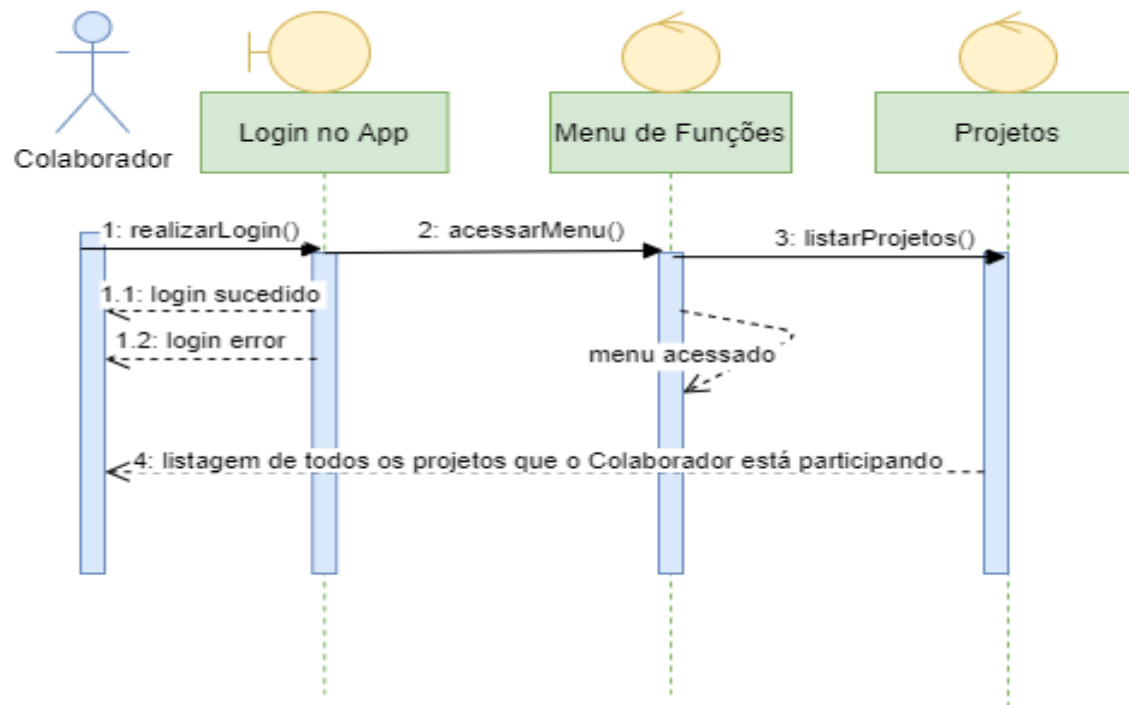 Colaborador
Login no App
Menu de Funções
Projetos
1: realizarLogin()
2: acessarMenu()
3: listarProjetos()
1.1: login sucedido
1.2: login error
menu acessado
4: listagem de todos os projetos que o Colaborador está participando